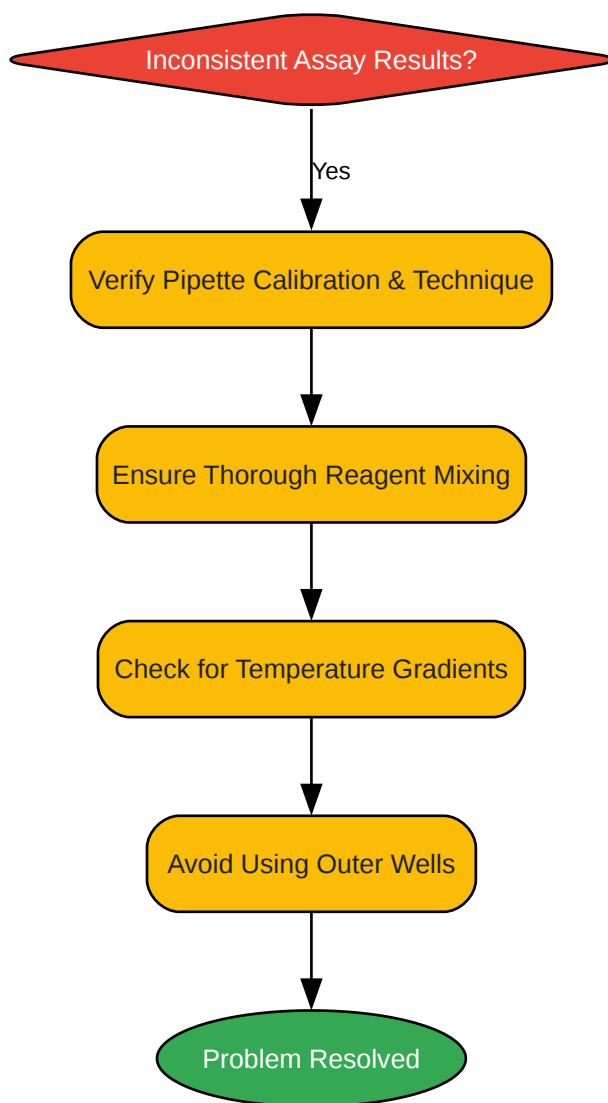 Inconsistent Assay Results?
Yes
Verify Pipette Calibration & Technique
Ensure Thorough Reagent Mixing
Check for Temperature Gradients
Avoid Using Outer Wells
Problem Resolved